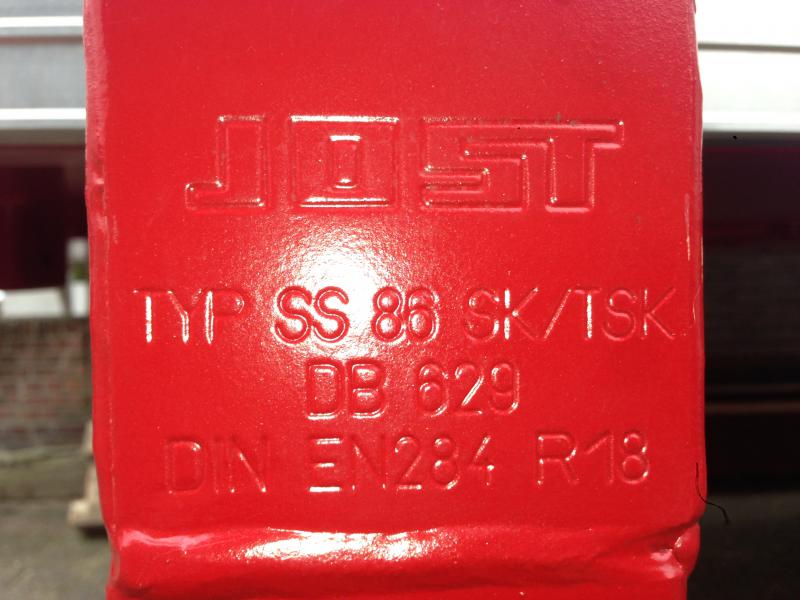 JOST
TYP SS 86 SK/TSK
DB 629
DIN EN284 R18